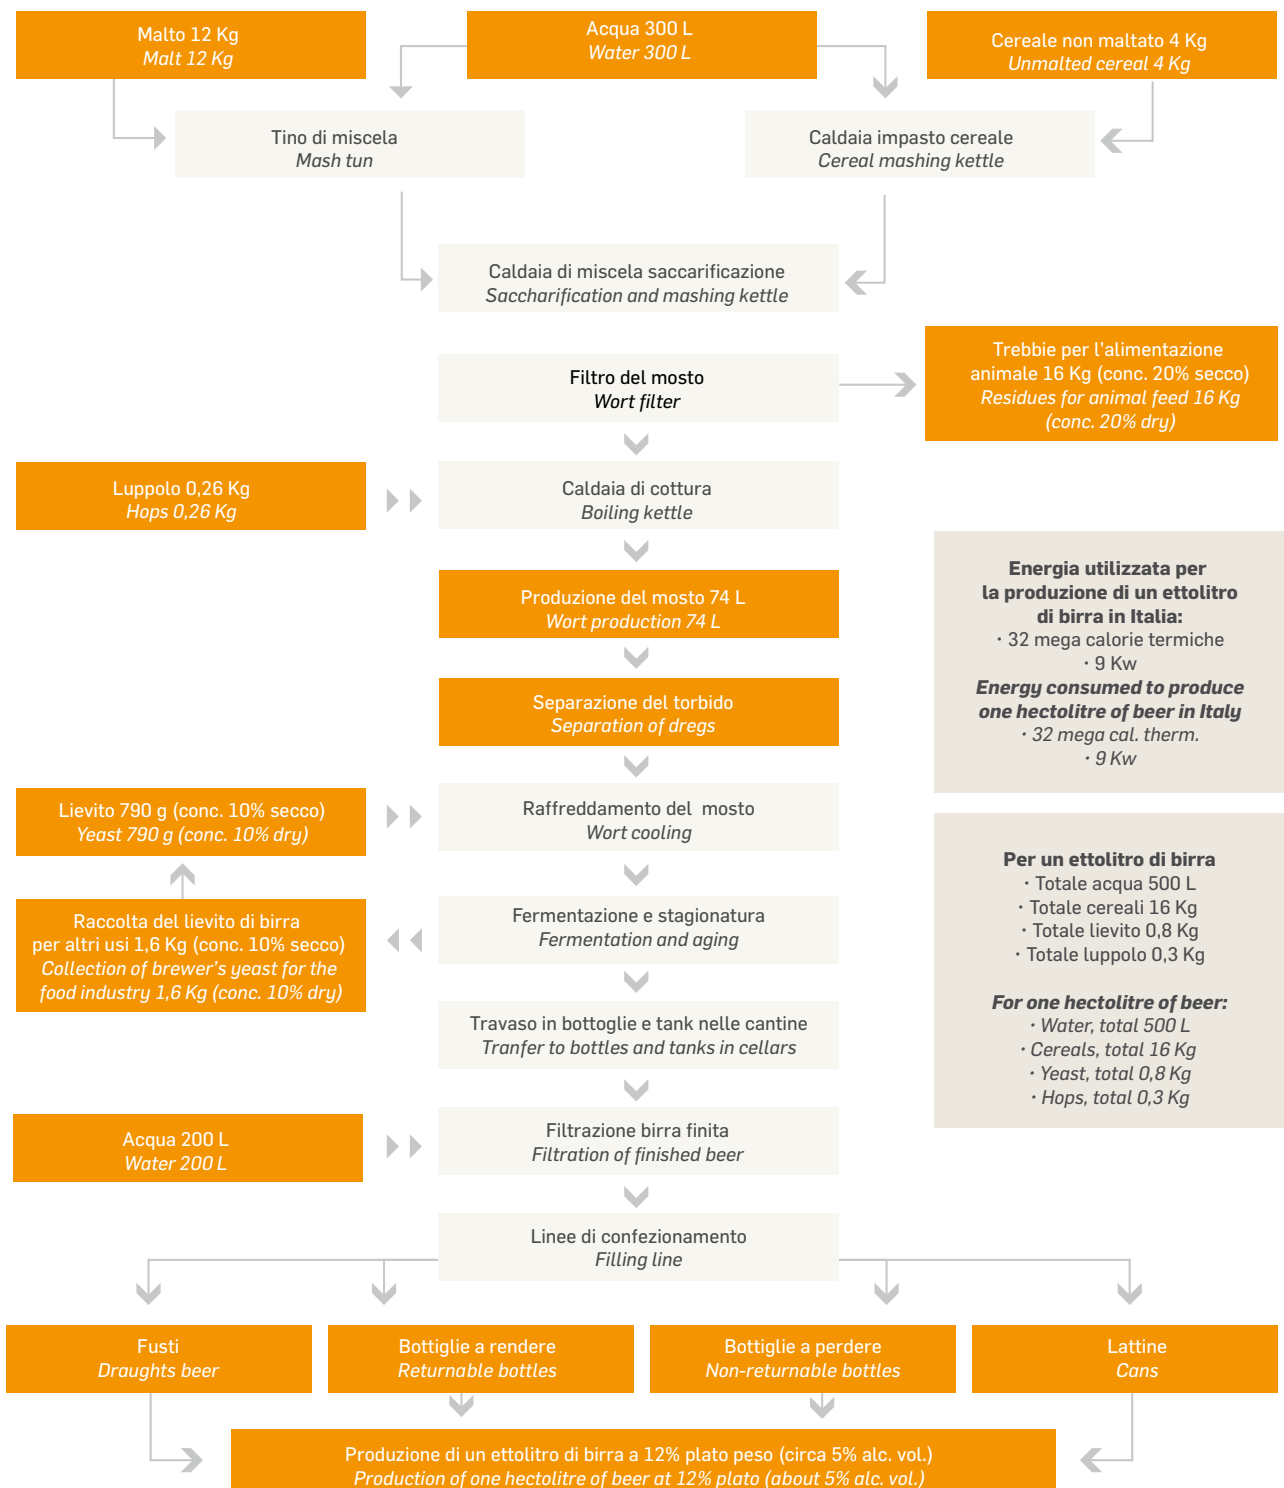 Malto 12 Kg
Malt 12 Kg
Acqua 300 L
Water 300 L
Cereale non maltato 4 Kg
Unmalted cereal 4 Kg
Tino di miscela
Mash tun
Caldaia impasto cereale
Cereal mashing kettle
Caldaia di miscela saccarificazione
Saccharification and mashing kettle
Filtro del mosto
Wort filter
Trebbie per l'alimentazione
animale 16 Kg (conc. 20% secco)
Residues for animal feed 16 Kg
(conc. 20% dry)
Luppolo 0,26 Kg
Hops 0,26 Kg
Caldaia di cottura
Boiling kettle
Produzione del mosto 74 L
Wort production 74 L
Separazione del torbido
Separation of dregs
Energia utilizzata per
la produzione di un ettolitro
di birra in Italia:
· 32 mega calorie termiche
· 9 Kw
Energy consumed to produce
one hectolitre of beer in Italy
· 32 mega cal. therm.
· 9 Kw
Lievito 790 g (conc. 10% secco)
Yeast 790 g (conc. 10% dry)
Raffreddamento del mosto
Wort cooling
Raccolta del lievito di birra
per altri usi 1,6 Kg (conc. 10% secco)
Collection of brewer's yeast for the
food industry 1,6 Kg (conc. 10% dry)
Fermentazione e stagionatura
Fermentation and aging
Per un ettolitro di birra
· Totale acqua 500 L
· Totale cereali 16 Kg
· Totale lievito 0,8 Kg
· Totale luppolo 0,3 Kg
For one hectolitre of beer:
· Water, total 500 L
· Cereals, total 16 Kg
· Yeast, total 0,8 Kg
· Hops, total 0,3 Kg
Travaso in bottoglie e tank nelle cantine
Tranfer to bottles and tanks in cellars
Acqua 200 L
Water 200 L
Filtrazione birra finita
Filtration of finished beer
Linee di confezionamento
Filling line
Fusti
Draughts beer
Bottiglie a rendere
Returnable bottles
Bottiglie a perdere
Non-returnable bottles
Lattine
Cans
Produzione di un ettolitro di birra a 12% plato peso (circa 5% alc. vol.)
Production of one hectolitre of beer at 12% plato (about 5% alc. vol.)